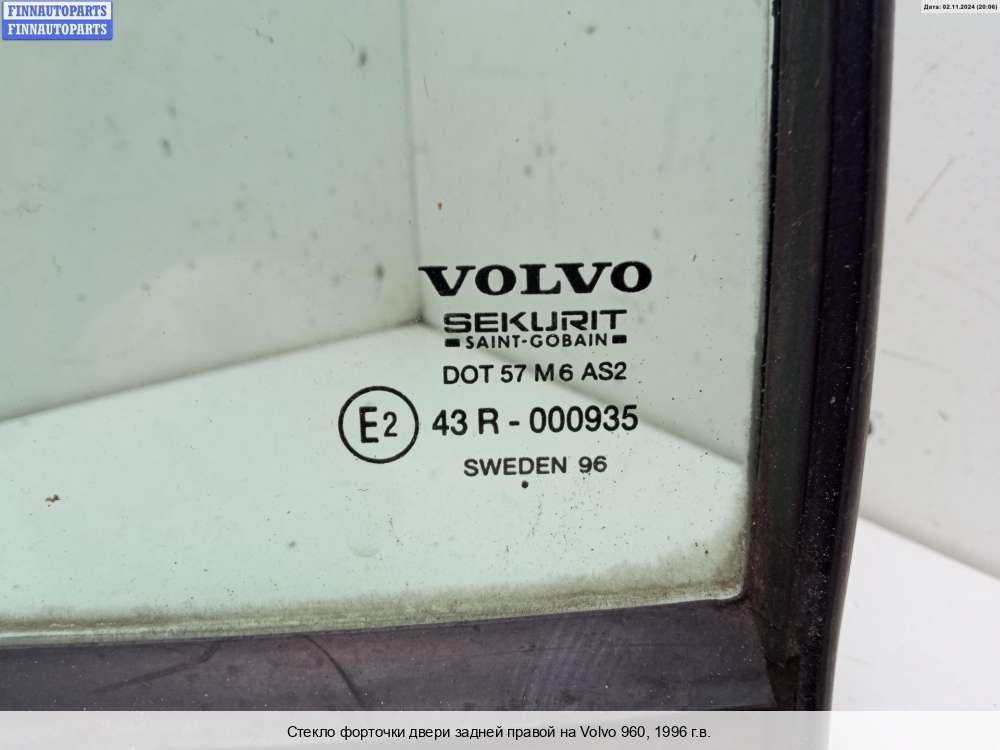 FINNAUTOPARTS
FINNAUTOPARTS
Дата: 02.11.2024 (20:06)
VOLVO
SEKURIT
SAINT-GOBAIN
DOT 57 M6 AS2
E2 43 R - 000935
SWEDEN 96
Стекло форточки двери задней правой на Volvo 960, 1996 г.в.